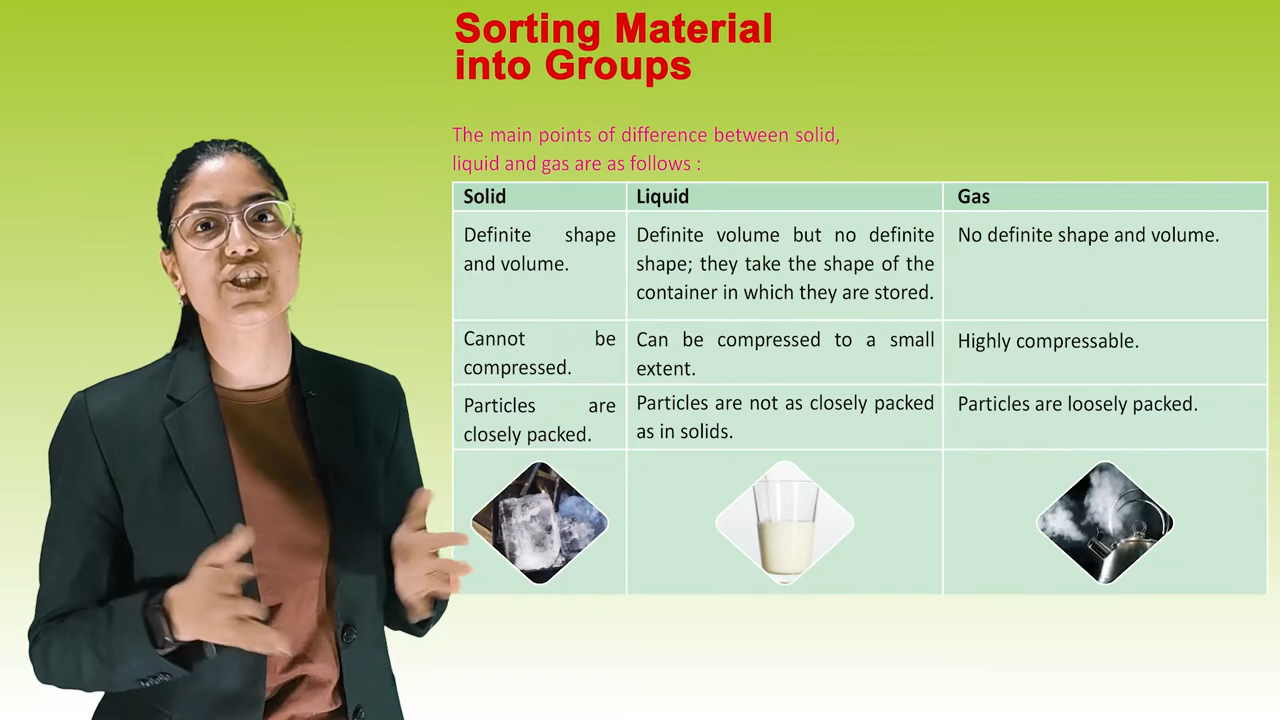 Sorting Material
into Groups
The main points of difference between solid,
liquid and gas are as follows :
Solid
Liquid
Gas
Definite shape
and volume.
Definite volume but no definite
shape; they take the shape of the
container in which they are stored.
No definite shape and volume.
Cannot be
compressed.
Can be compressed to a small
extent.
Highly compressable.
Particles are
closely packed.
Particles are not as closely packed
as in solids.
Particles are loosely packed.